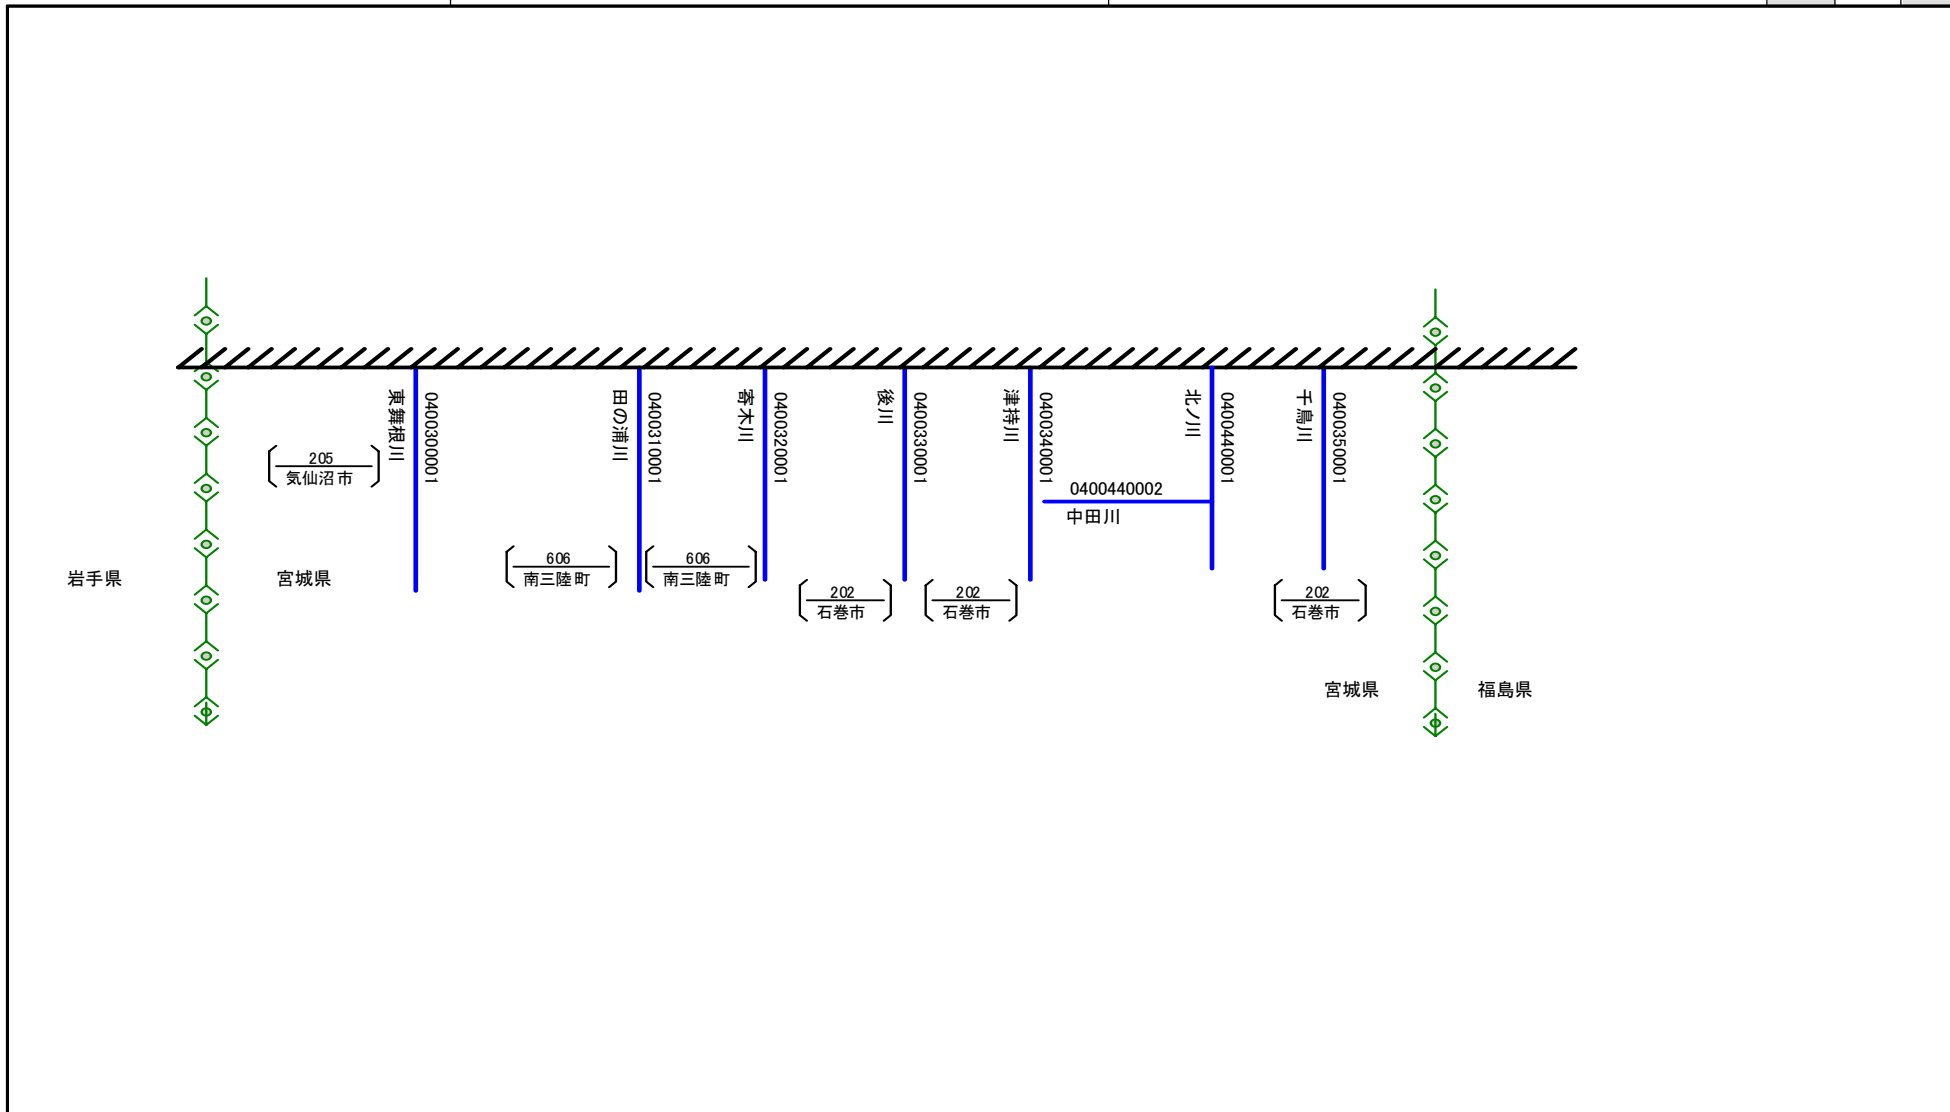 東舞根川
0400300001
田の浦川
0400310001
寄木川
0400320001
後川
0400330001
津持川
0400340001
北ノ川
0400440001
千鳥川
0400350001
205
気仙沼市
0400440002
中田川
606
南三陸町
606
南三陸町
岩手県
宮城県
202
石巻市
202
石巻市
202
石巻市
宮城県
福島県